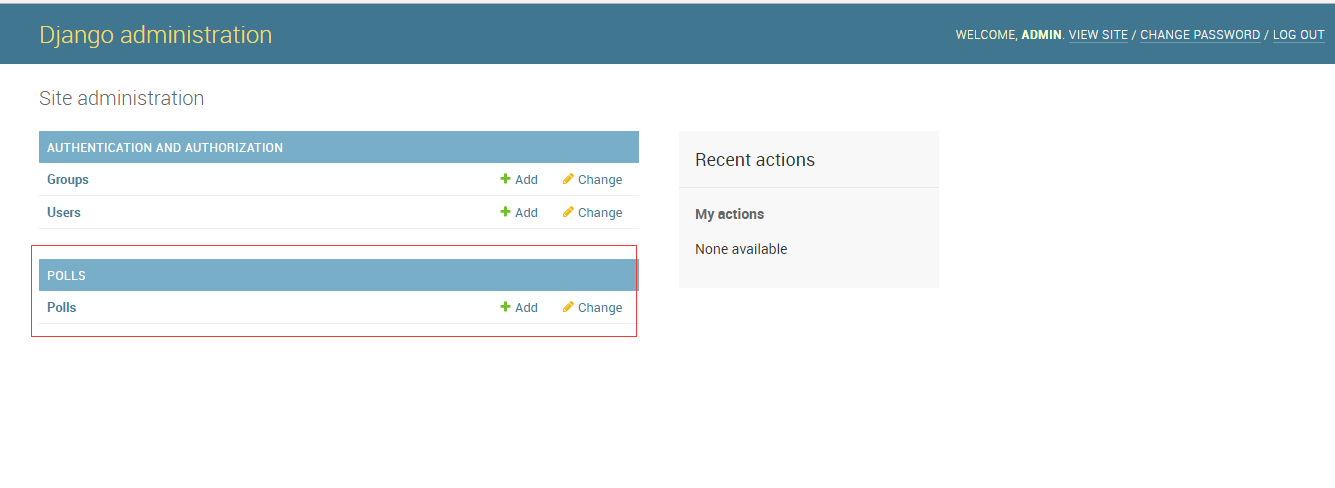 Django administration
WELCOME, ADMIN. VIEW SITE / CHANGE PASSWORD / LOG OUT
Site administration
AUTHENTICATION AND AUTHORIZATION
Groups Add Change
Users Add Change
POLLS
Polls Add Change
Recent actions
My actions
None available